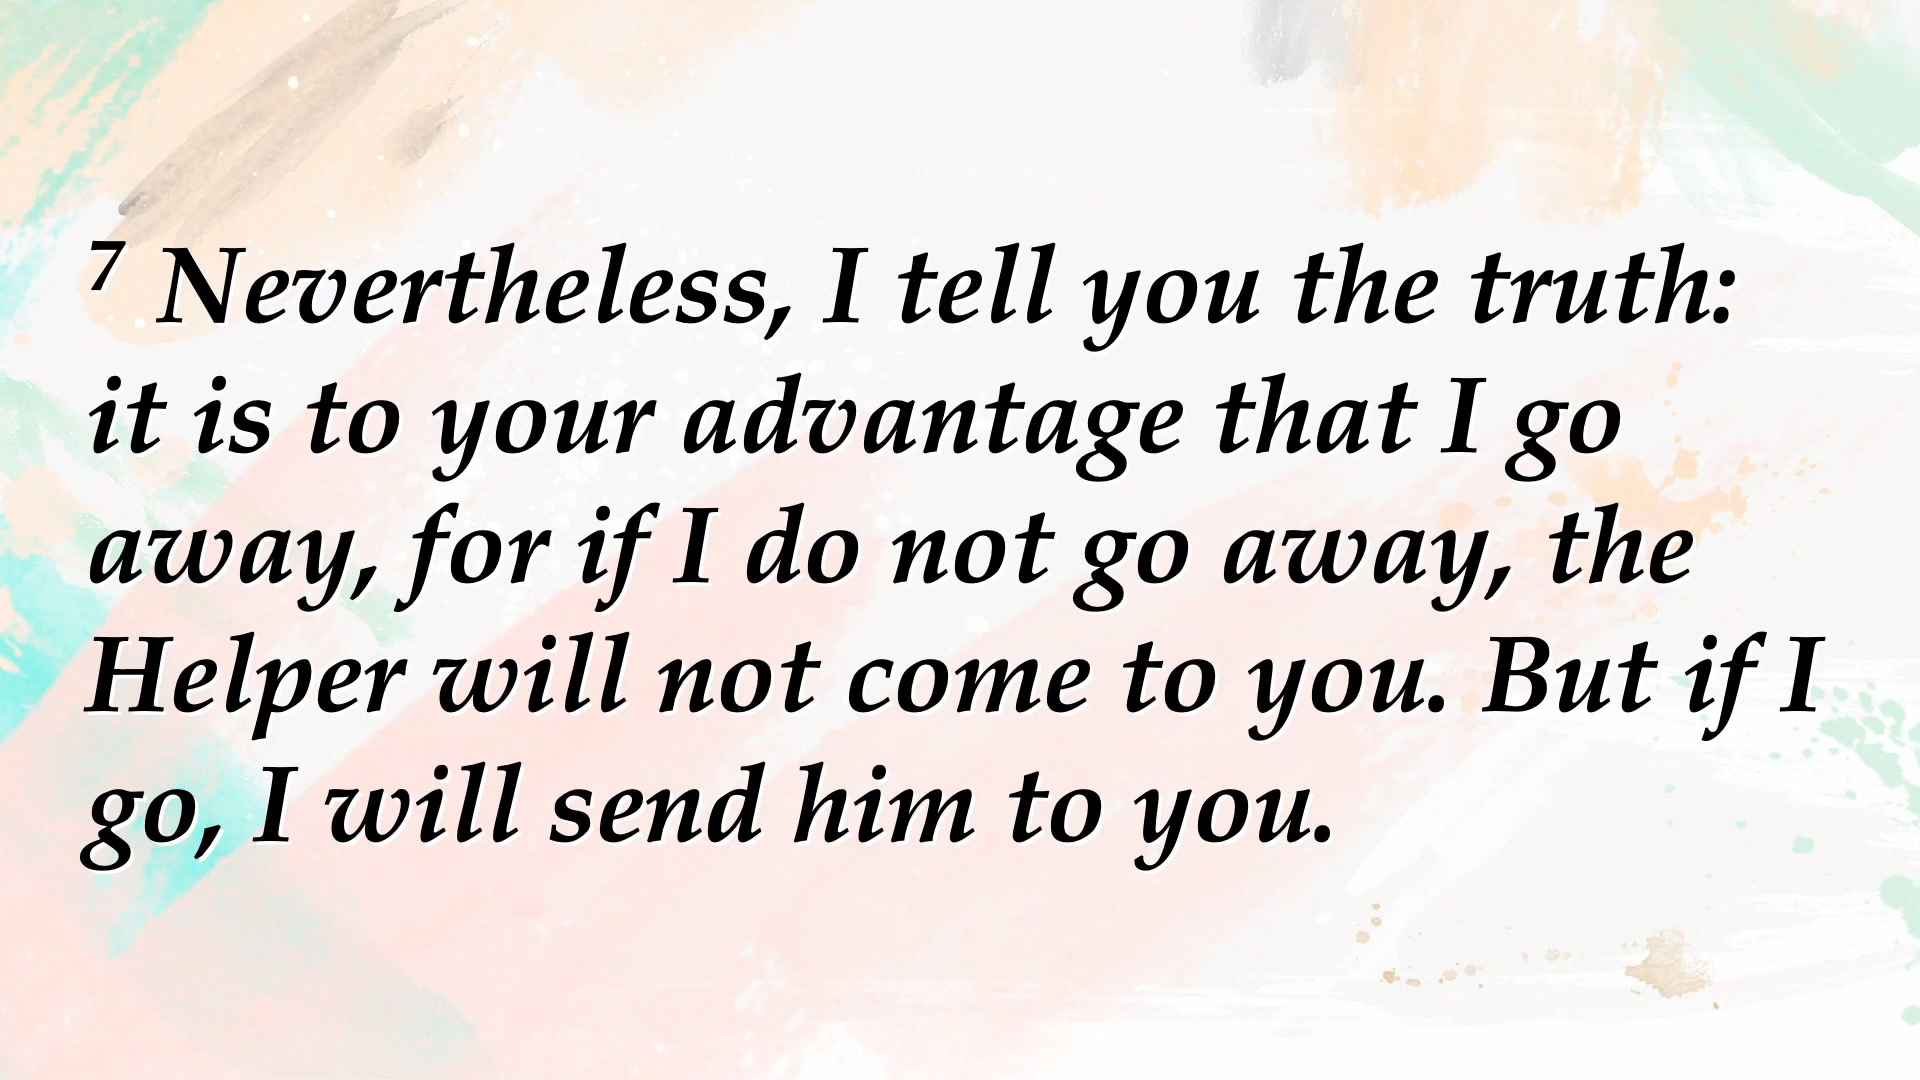 7 Nevertheless, I tell you the truth:
it is to your advantage that I go
away, for if I do not go away, the
Helper will not come to you. But if I
go, I will send him to you.